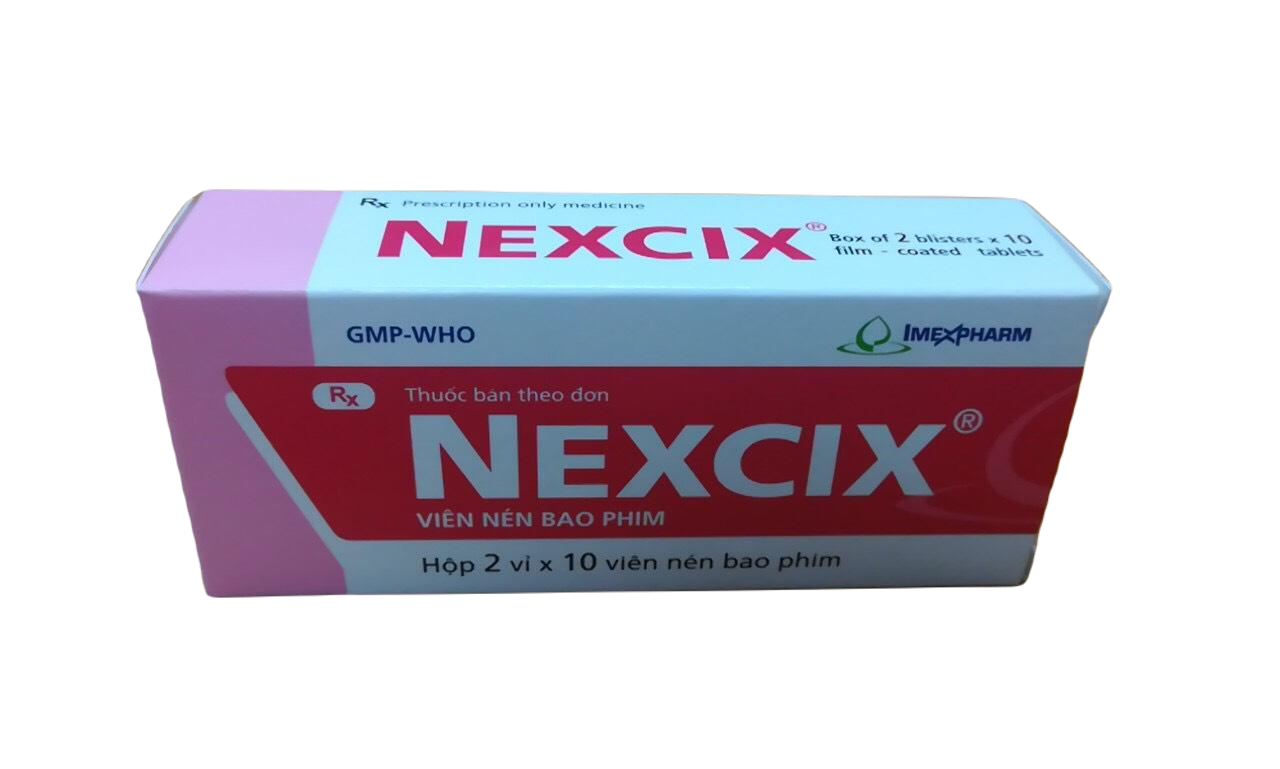 Rx Prescription only medicine
NEXCIX®
Box of 2 blisters x 10
film - coated tablets
GMP-WHO
IMEXPHARM
Rx Thuốc bán theo đơn
NEXCIX®
VIÊN NÉN BAO PHIM
Hộp 2 vỉ x 10 viên nén bao phim